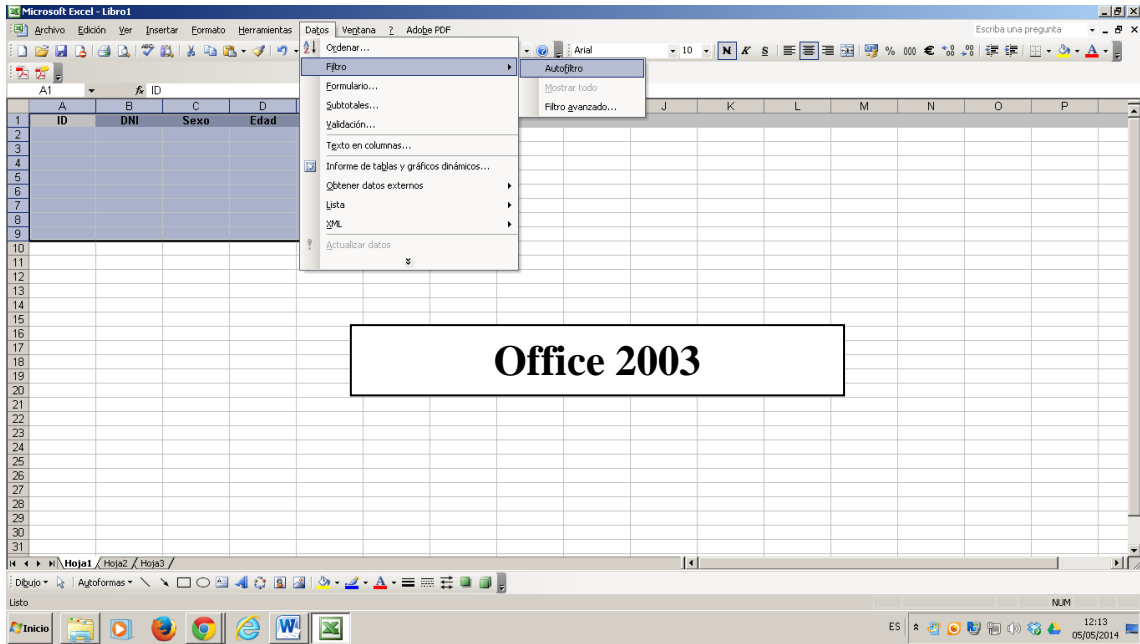 Microsoft Excel - Libro1
Archivo Edición Ver Insertar Formato Herramientas Datos Ventana ? Adobe PDF
Escriba una pregunta
Arial 10 N K S % 000 €
A1 fx ID
Ordenar...
Filtro
Formulario...
Subtotales...
Validación...
Texto en columnas...
Informe de tablas y gráficos dinámicos...
Obtener datos externos
Lista
XML
Actualizar datos
Autofiltro
Mostrar todo
Filtro avanzado...
A B C D J K L M N O P
1 ID DNI Sexo Edad
2
3
4
5
6
7
8
9
10
11
12
13
14
15
16
17
18
19
20
21
22
23
24
25
26
27
28
29
30
31
Office 2003
Hoja1 Hoja2 Hoja3
Dibujo Autoformas
Listo
NUM
Inicio
ES
12:13
05/05/2014